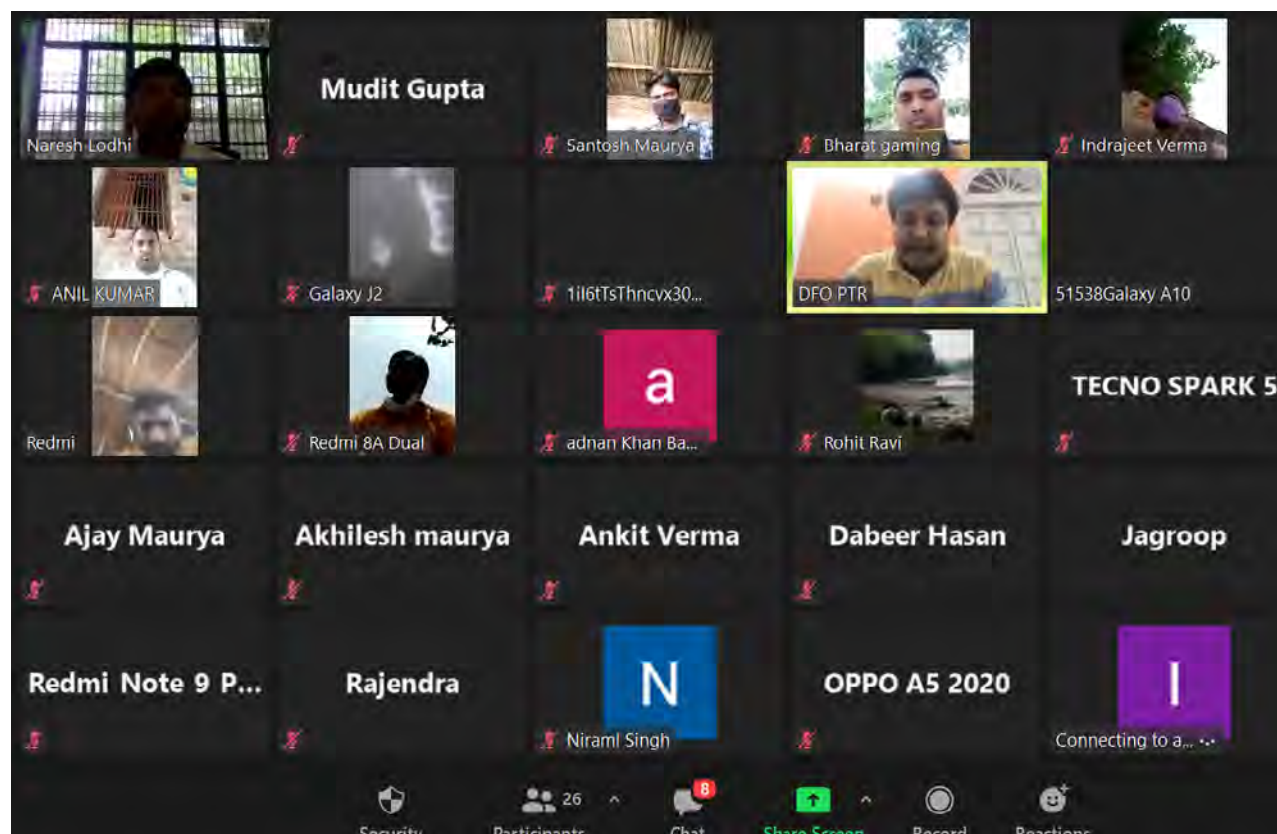 Naresh Lodhi
Mudit Gupta
Santosh Maurya
Bharat gaming
Indrajeet Verma
ANIL KUMAR
Galaxy J2
1il6tTsThncvx30...
DFO PTR
51538Galaxy A10
Redmi
Redmi 8A Dual
a
adnan Khan Ba...
Rohit Ravi
TECNO SPARK 5
Ajay Maurya
Akhilesh maurya
Ankit Verma
Dabeer Hasan
Jagroop
Redmi Note 9 P...
Rajendra
N
Niraml Singh
OPPO A5 2020
I
Connecting to a...
26
8
Security
Participants
Chat
Share Screen
Record
Reactions